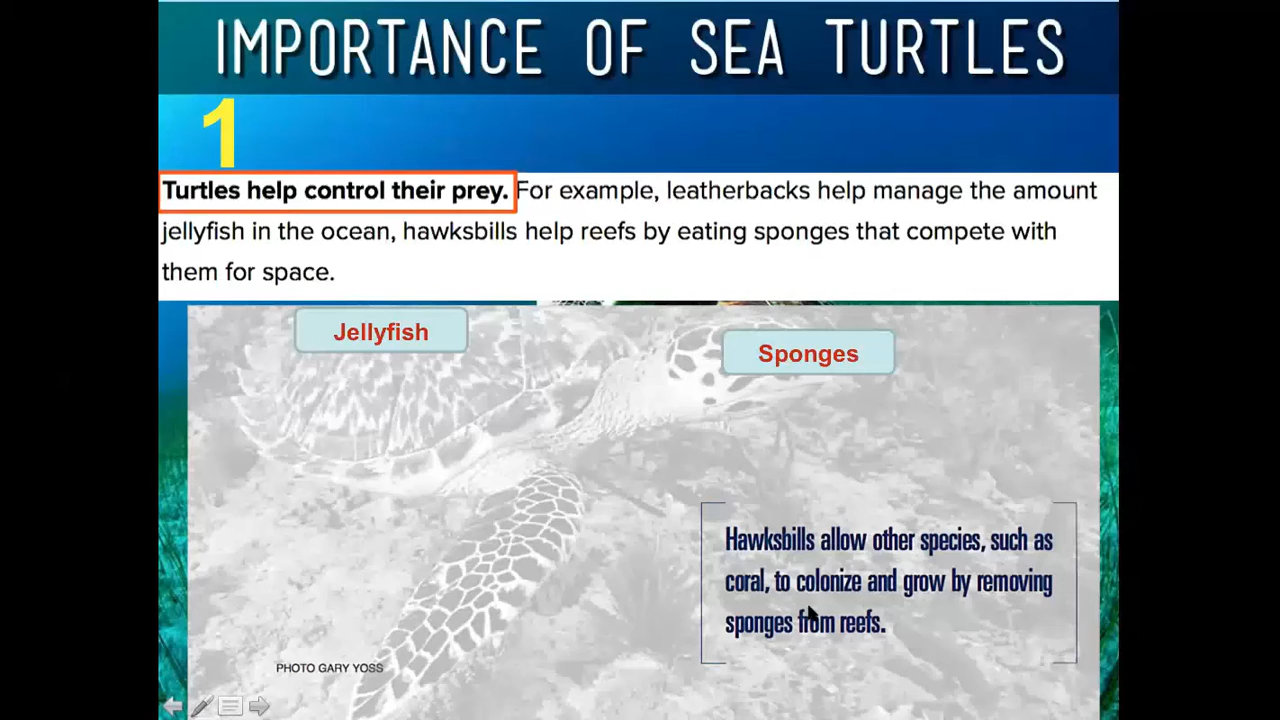 IMPORTANCE OF SEA TURTLES
1
Turtles help control their prey. For example, leatherbacks help manage the amount
jellyfish in the ocean, hawksbills help reefs by eating sponges that compete with
them for space.
Jellyfish
Sponges
Hawksbills allow other species, such as
coral, to colonize and grow by removing
sponges from reefs.
PHOTO GARY YOSS